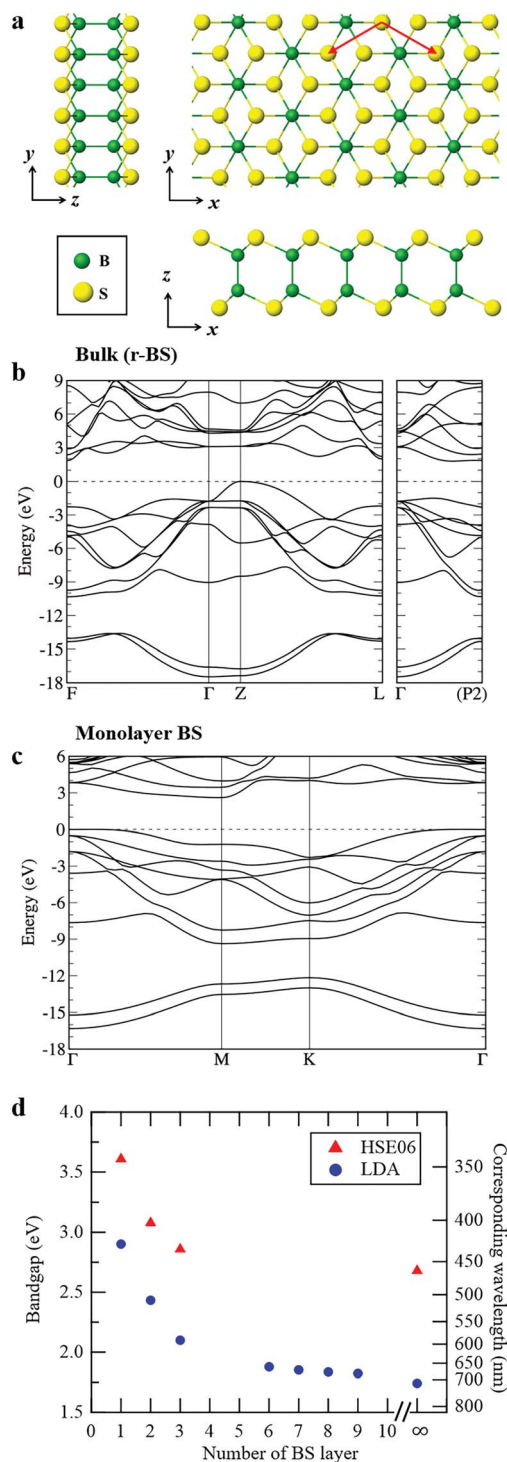 a
y
z
y
x
B
S
z
x
Bulk (r-BS)
b
9
6
3
0
-3
-6
-9
-12
-15
-18
Energy (eV)
F Γ Z L Γ (P2)
Monolayer BS
c
6
3
0
-3
-6
-9
-12
-15
-18
Energy (eV)
Γ M K Γ
d
4.0
3.5
3.0
2.5
2.0
1.5
Bandgap (eV)
HSE06
LDA
350
400
450
500
550
600
650
700
800
Corresponding wavelength (nm)
0 1 2 3 4 5 6 7 8 9 10 // ∞
Number of BS layer